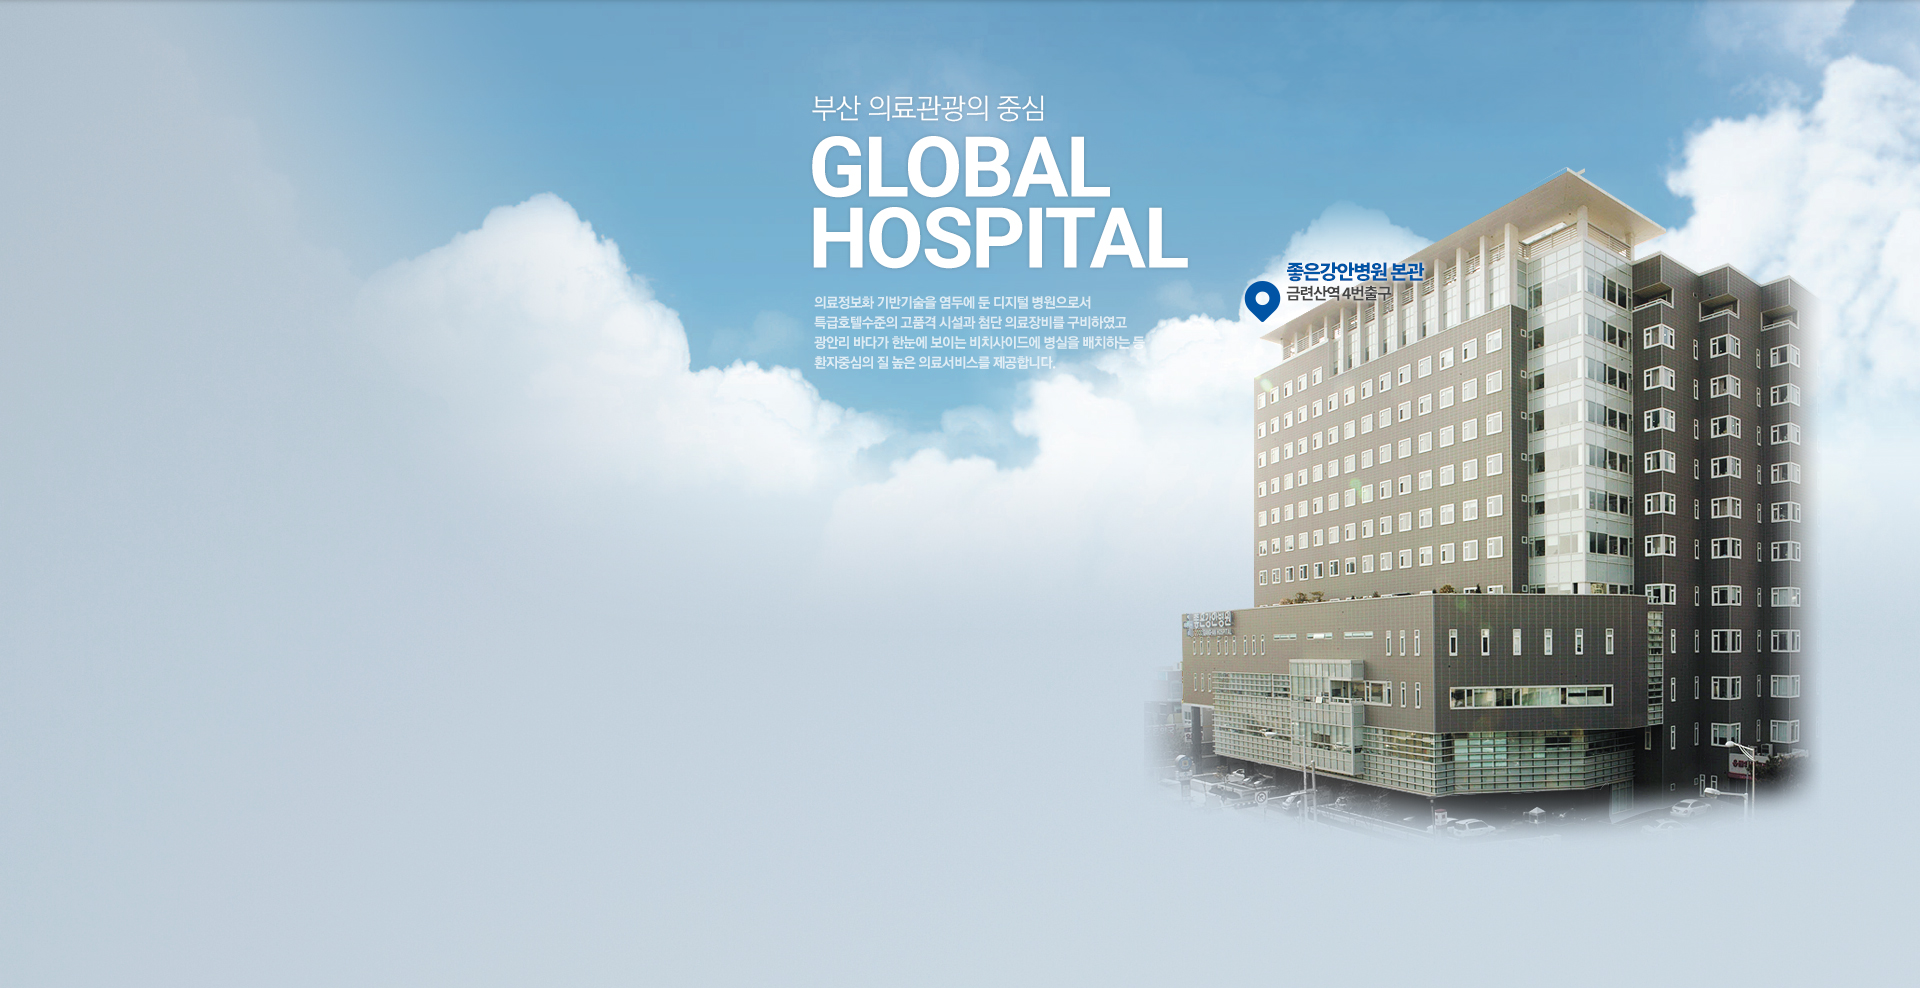 부산 의료관광의 중심
GLOBAL
HOSPITAL
의료정보화 기반기술을 염두에 둔 디지털 병원으로서
특급호텔수준의 고품격 시설과 첨단 의료장비를 구비하였고
광안리 바다가 한눈에 보이는 비치사이드에 병실을 배치하는 등
환자중심의 질 높은 의료서비스를 제공합니다.
좋은강안병원 본관
금련산역 4번출구
좋은강안병원